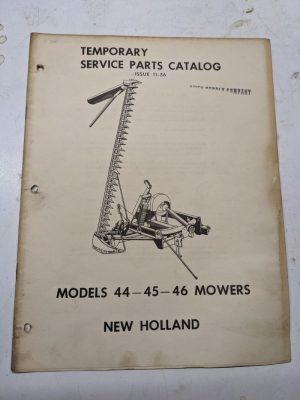 TEMPORARY
SERVICE PARTS CATALOG
ISSUE 11-56
COMPANY
MODELS 44-45-46 MOWERS
NEW HOLLAND